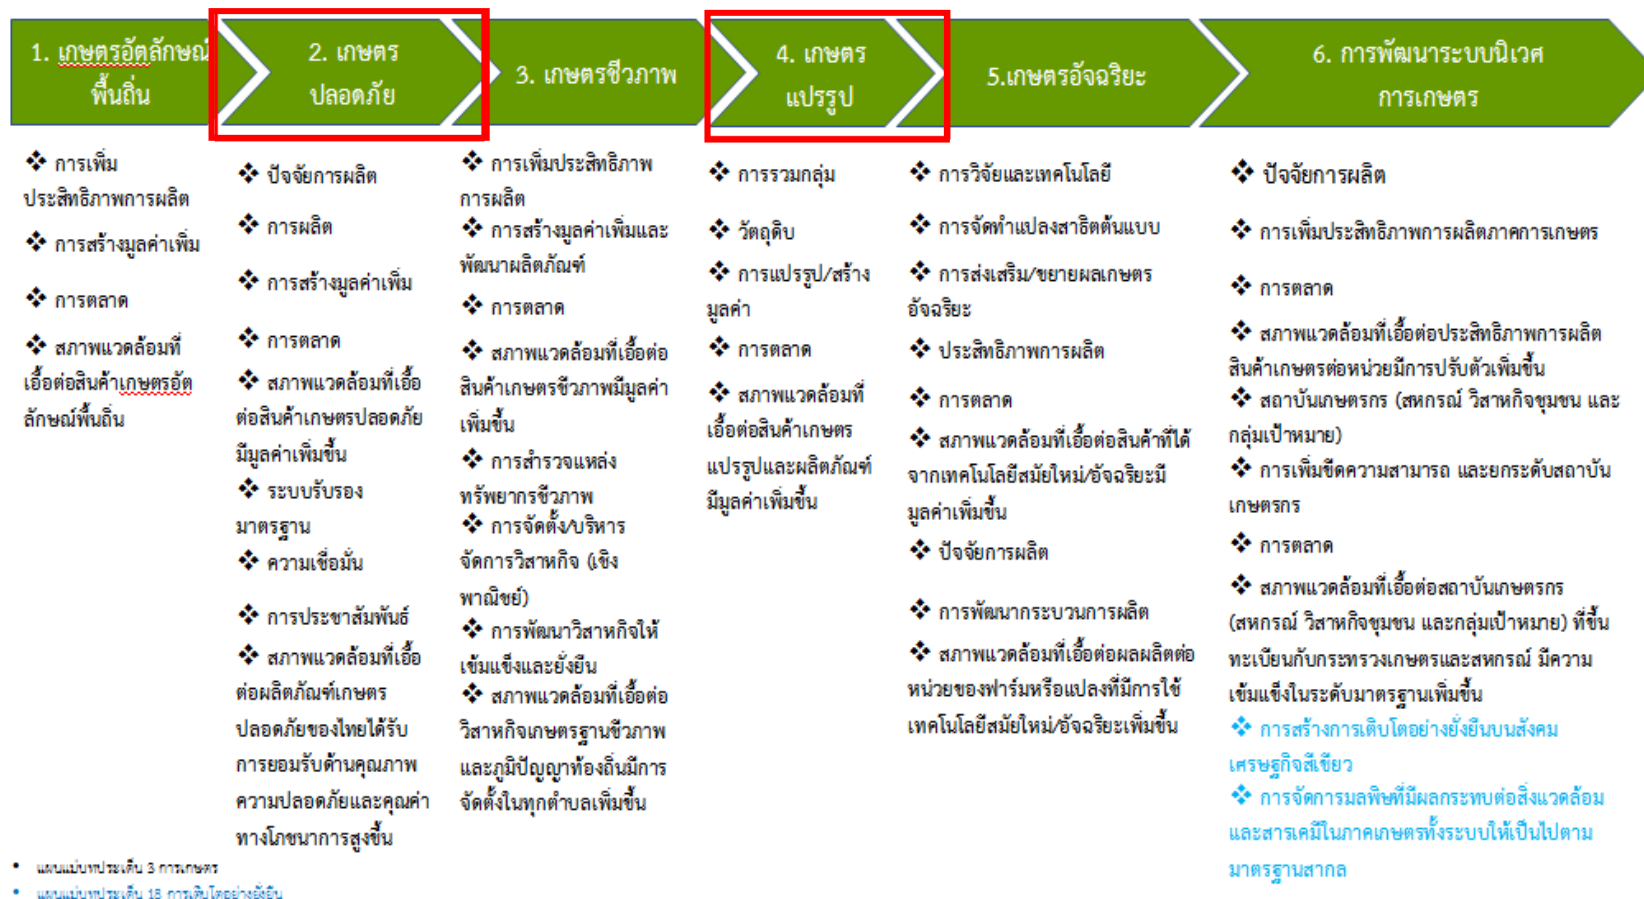 1. เกษตรอัตลักษณ์
พื้นถิ่น
2. เกษตร
ปลอดภัย
3. เกษตรชีวภาพ
4. เกษตร
แปรรูป
5.เกษตรอัจฉริยะ
6. การพัฒนาระบบนิเวศ
การเกษตร
❖ การเพิ่ม
ประสิทธิภาพการผลิต
❖ การสร้างมูลค่าเพิ่ม
❖ การตลาด
❖ สภาพแวดล้อมที่
เอื้อต่อสินค้าเกษตรอัต
ลักษณ์พื้นถิ่น
❖ ปัจจัยการผลิต
❖ การผลิต
❖ การสร้างมูลค่าเพิ่ม
❖ การตลาด
❖ สภาพแวดล้อมที่เอื้อ
ต่อสินค้าเกษตรปลอดภัย
มีมูลค่าเพิ่มขึ้น
❖ ระบบรับรอง
มาตรฐาน
❖ ความเชื่อมั่น
❖ การประชาสัมพันธ์
❖ สภาพแวดล้อมที่เอื้อ
ต่อผลิตภัณฑ์เกษตร
ปลอดภัยของไทยได้รับ
การยอมรับด้านคุณภาพ
ความปลอดภัยและคุณค่า
ทางโภชนาการสูงขึ้น
❖ การเพิ่มประสิทธิภาพ
การผลิต
❖ การสร้างมูลค่าเพิ่มและ
พัฒนาผลิตภัณฑ์
❖ การตลาด
❖ สภาพแวดล้อมที่เอื้อต่อ
สินค้าเกษตรชีวภาพมีมูลค่า
เพิ่มขึ้น
❖ การสำรวจแหล่ง
ทรัพยากรชีวภาพ
❖ การจัดตั้ง/บริหาร
จัดการวิสาหกิจ (เชิง
พาณิชย์)
❖ การพัฒนาวิสาหกิจให้
เข้มแข็งและยั่งยืน
❖ สภาพแวดล้อมที่เอื้อต่อ
วิสาหกิจเกษตรฐานชีวภาพ
และภูมิปัญญาท้องถิ่นมีการ
จัดตั้งในทุกตำบลเพิ่มขึ้น
❖ การรวมกลุ่ม
❖ วัตถุดิบ
❖ การแปรรูป/สร้าง
มูลค่า
❖ การตลาด
❖ สภาพแวดล้อมที่
เอื้อต่อสินค้าเกษตร
แปรรูปและผลิตภัณฑ์
มีมูลค่าเพิ่มขึ้น
❖ การวิจัยและเทคโนโลยี
❖ การจัดทำแปลงสาธิตต้นแบบ
❖ การส่งเสริม/ขยายผลเกษตร
อัจฉริยะ
❖ ประสิทธิภาพการผลิต
❖ การตลาด
❖ สภาพแวดล้อมที่เอื้อต่อสินค้าที่ได้
จากเทคโนโลยีสมัยใหม่/อัจฉริยะมี
มูลค่าเพิ่มขึ้น
❖ ปัจจัยการผลิต
❖ การพัฒนากระบวนการผลิต
❖ สภาพแวดล้อมที่เอื้อต่อผลผลิตต่อ
หน่วยของฟาร์มหรือแปลงที่มีการใช้
เทคโนโลยีสมัยใหม่/อัจฉริยะเพิ่มขึ้น
❖ ปัจจัยการผลิต
❖ การเพิ่มประสิทธิภาพการผลิตภาคการเกษตร
❖ การตลาด
❖ สภาพแวดล้อมที่เอื้อต่อประสิทธิภาพการผลิต
สินค้าเกษตรต่อหน่วยมีการปรับตัวเพิ่มขึ้น
❖ สถาบันเกษตรกร (สหกรณ์ วิสาหกิจชุมชน และ
กลุ่มเป้าหมาย)
❖ การเพิ่มขีดความสามารถ และยกระดับสถาบัน
เกษตรกร
❖ การตลาด
❖ สภาพแวดล้อมที่เอื้อต่อสถาบันเกษตรกร
(สหกรณ์ วิสาหกิจชุมชน และกลุ่มเป้าหมาย) ที่ขึ้น
ทะเบียนกับกระทรวงเกษตรและสหกรณ์ มีความ
เข้มแข็งในระดับมาตรฐานเพิ่มขึ้น
❖ การสร้างการเติบโตอย่างยั่งยืนบนสังคม
เศรษฐกิจสีเขียว
❖ การจัดการมลพิษที่มีผลกระทบต่อสิ่งแวดล้อม
และสารเคมีในภาคเกษตรทั้งระบบให้เป็นไปตาม
มาตรฐานสากล
• แผนแม่บทประเด็น 3 การเกษตร
• แผนแม่บทประเด็น 18 การเติบโตอย่างยั่งยืน